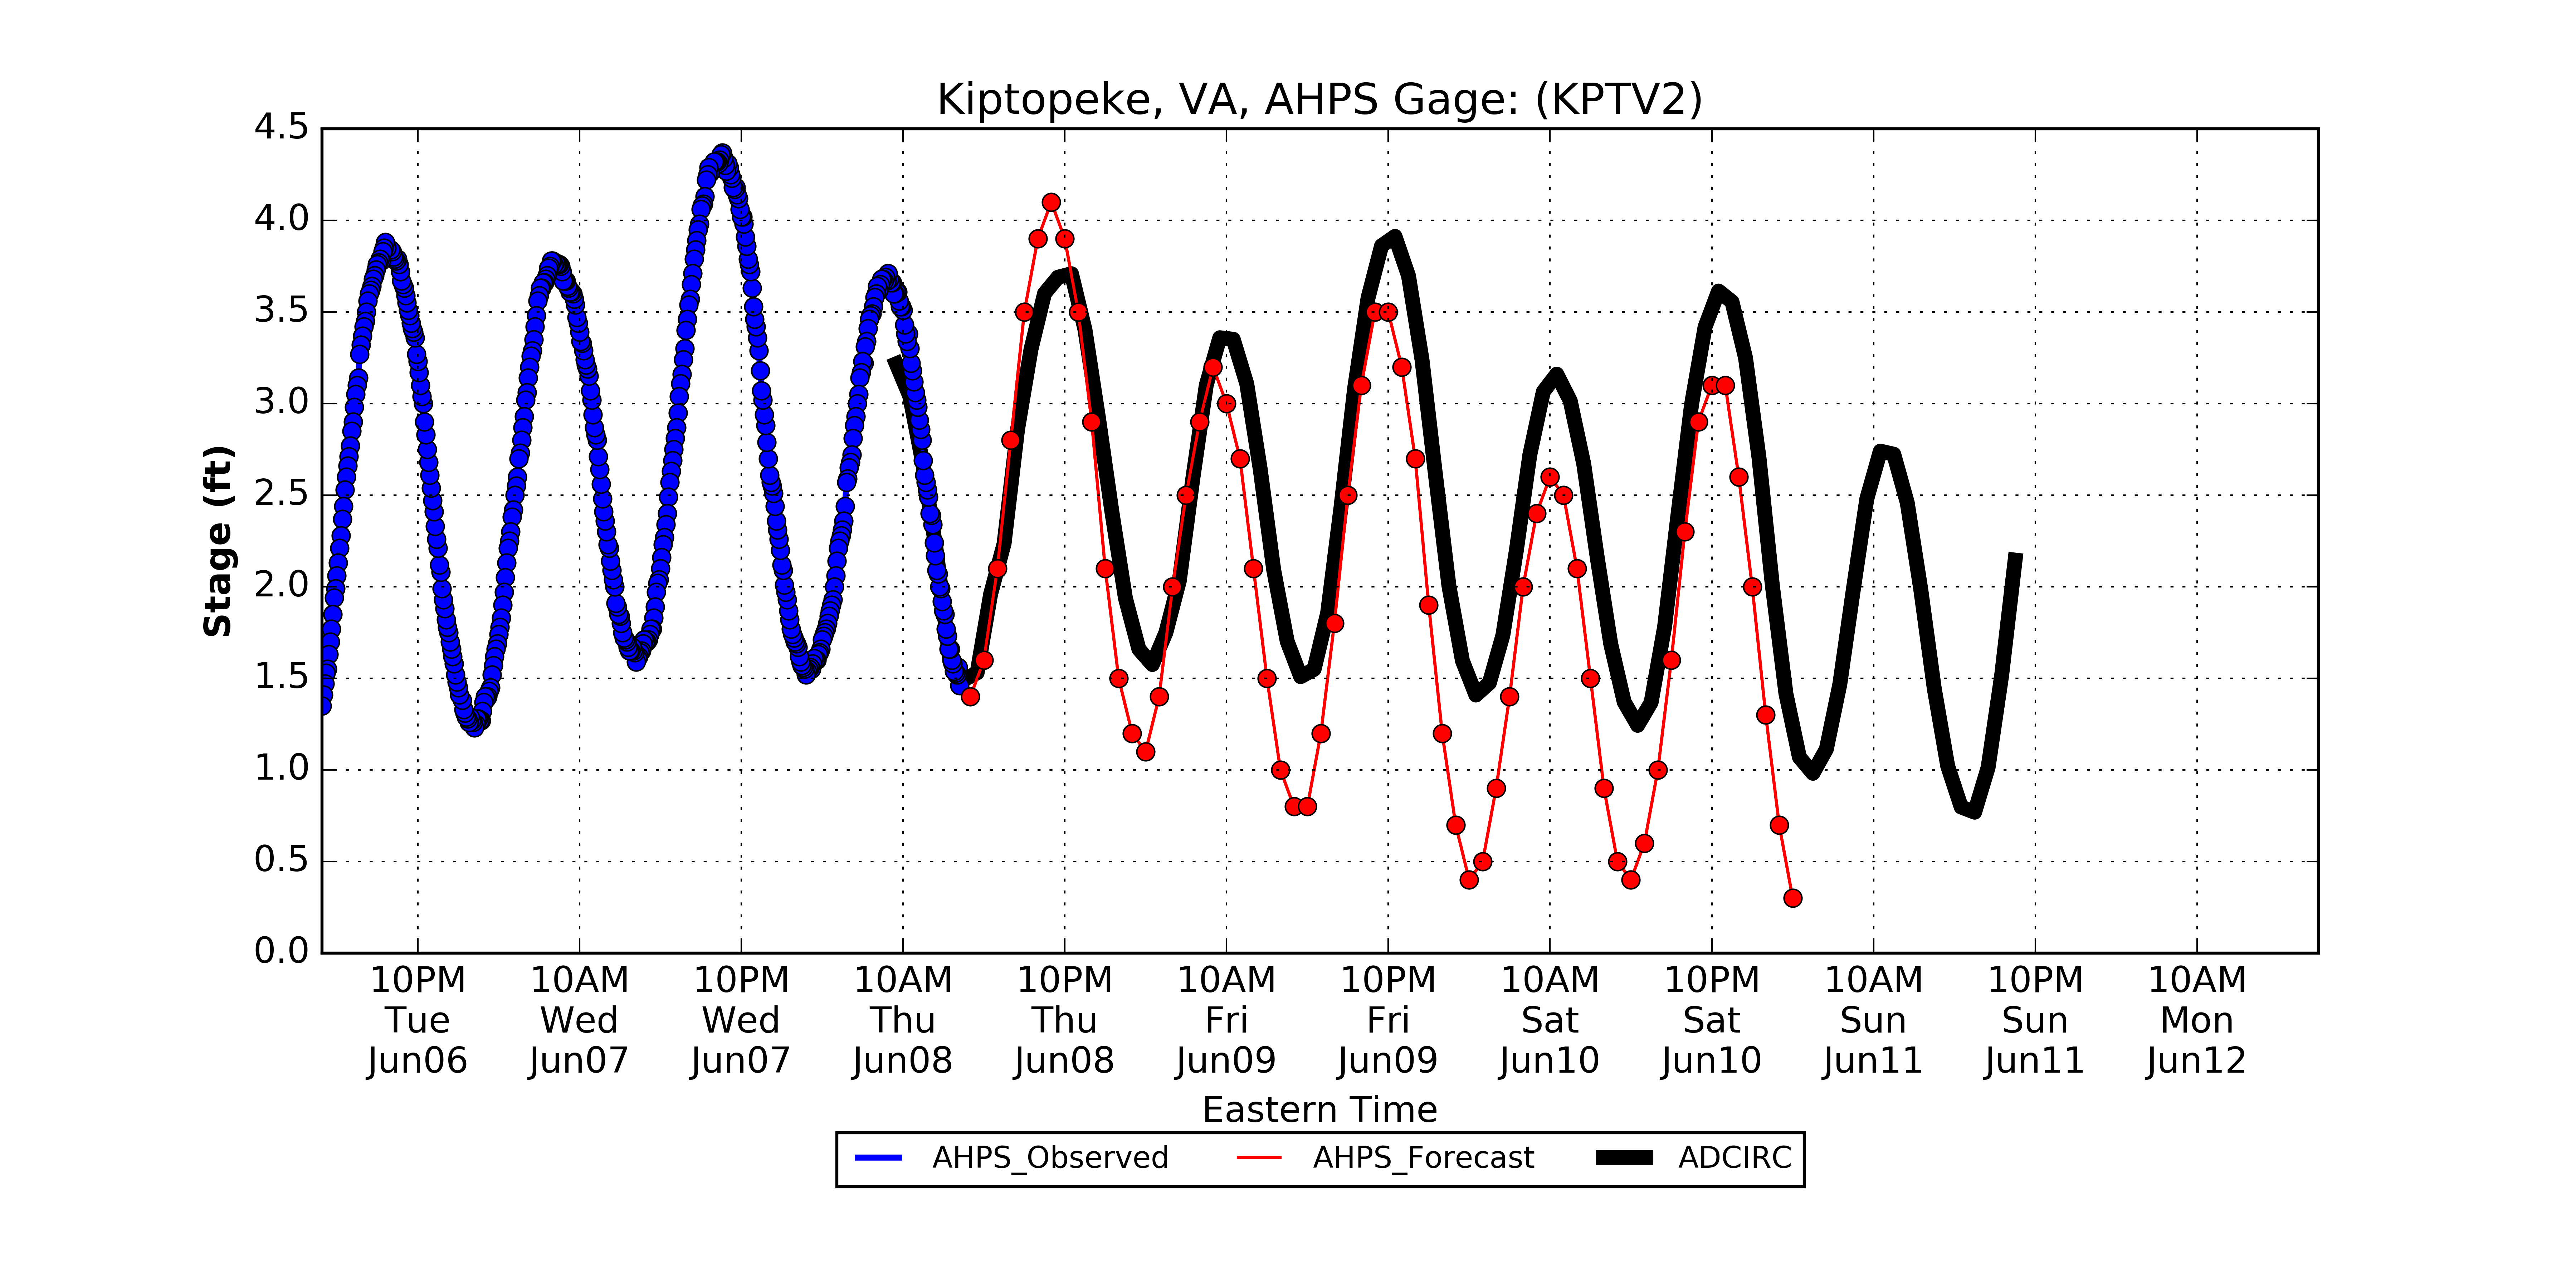 Kiptopeke, VA, AHPS Gage: (KPTV2)
4.5
4.0
3.5
3.0
2.5
2.0
1.5
1.0
0.5
0.0
Stage (ft)
10PM 10AM 10PM 10AM 10PM 10AM 10PM 10AM 10PM 10AM 10PM 10AM
Tue Wed Wed Thu Thu Fri Fri Sat Sat Sun Sun Mon
Jun06 Jun07 Jun07 Jun08 Jun08 Jun09 Jun09 Jun10 Jun10 Jun11 Jun11 Jun12
Eastern Time
AHPS_Observed AHPS_Forecast ADCIRC